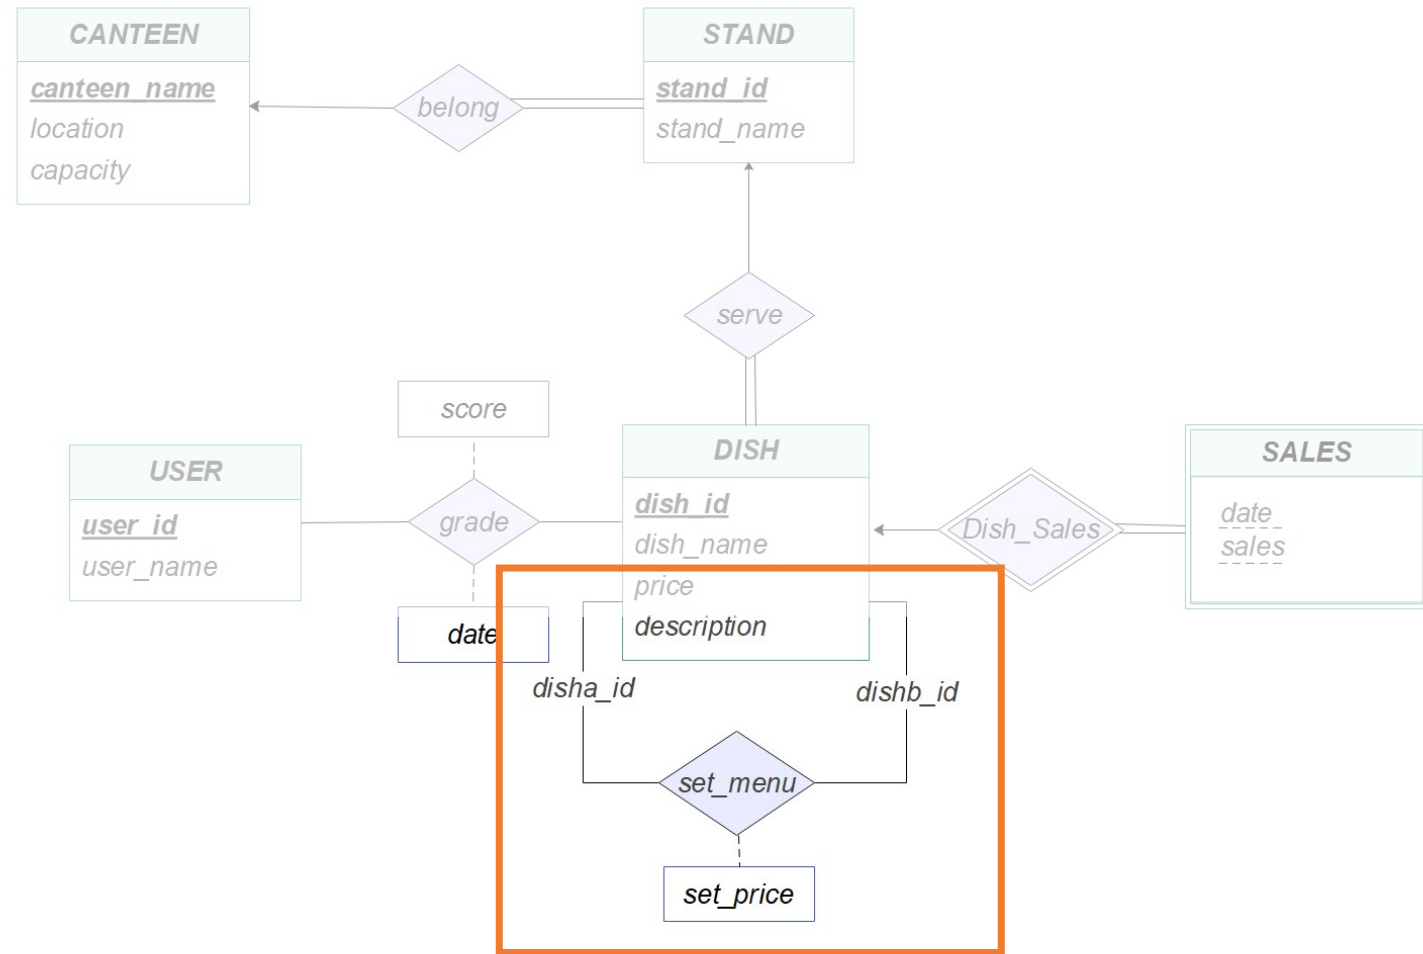 CANTEEN
canteen_name
location
capacity
belong
STAND
stand_id
stand_name
serve
score
USER
user_id
user_name
grade
date
DISH
dish_id
dish_name
price
description
Dish_Sales
SALES
date
sales
disha_id
dishb_id
set_menu
set_price